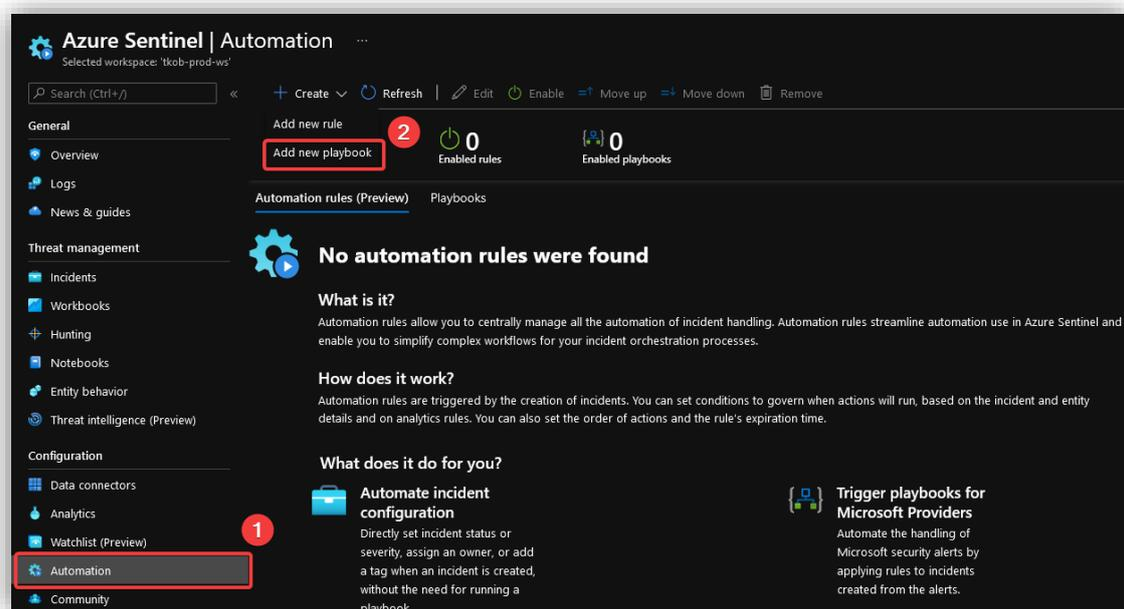 Azure Sentinel | Automation ...
Selected workspace: 'tkob-prod-ws'
Search (Ctrl+/)
«
General
Overview
Logs
News & guides
Threat management
Incidents
Workbooks
Hunting
Notebooks
Entity behavior
Threat intelligence (Preview)
Configuration
Data connectors
Analytics
Watchlist (Preview)
1
Automation
Community
+ Create Refresh | Edit Enable Move up Move down Remove
Add new rule
Add new playbook
2
0
Enabled rules
0
Enabled playbooks
Automation rules (Preview) Playbooks
No automation rules were found
What is it?
Automation rules allow you to centrally manage all the automation of incident handling. Automation rules streamline automation use in Azure Sentinel and
enable you to simplify complex workflows for your incident orchestration processes.
How does it work?
Automation rules are triggered by the creation of incidents. You can set conditions to govern when actions will run, based on the incident and entity
details and on analytics rules. You can also set the order of actions and the rule's expiration time.
What does it do for you?
Automate incident
configuration
Directly set incident status or
severity, assign an owner, or add
a tag when an incident is created,
without the need for running a
playbook
Trigger playbooks for
Microsoft Providers
Automate the handling of
Microsoft security alerts by
applying rules to incidents
created from the alerts.